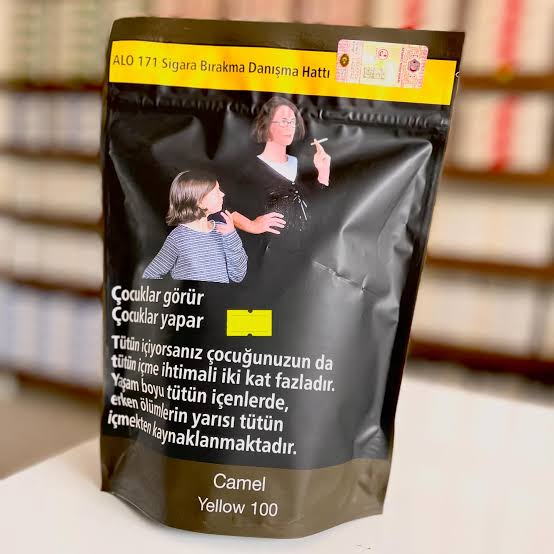 ALO 171 Sigara Bırakma Danışma Hattı
Çocuklar görür
Çocuklar yapar
Tütün içiyorsanız çocuğunuzun da
tütün içme ihtimali iki kat fazladır.
Yaşam boyu tütün içenlerde,
erken ölümlerin yarısı tütün
içmekten kaynaklanmaktadır.
Camel
Yellow 100